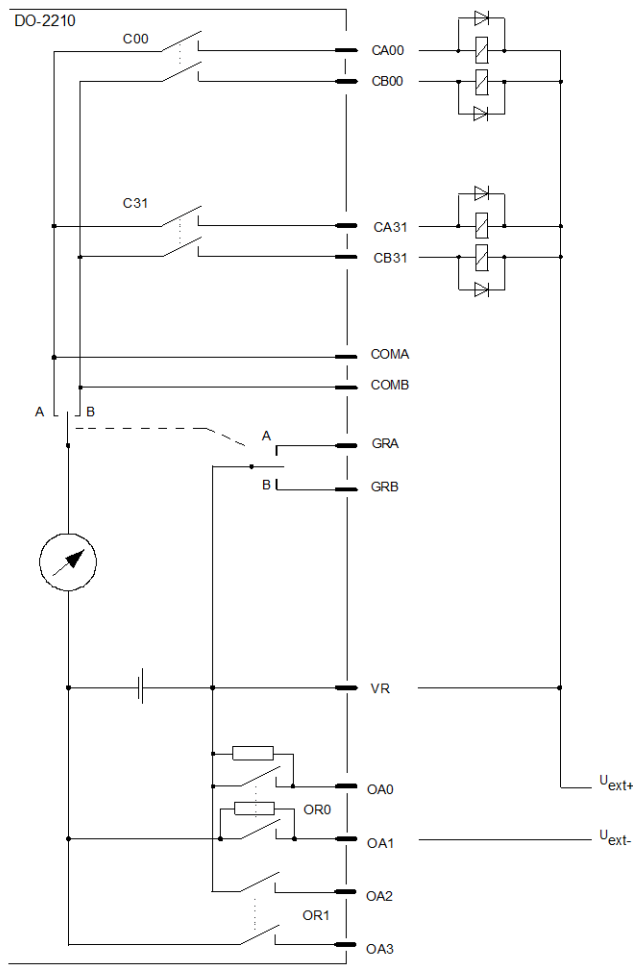 DO-2210
C00
CA00
CB00
C31
CA31
CB31
COMA
COMB
A B
A
GRA
B
GRB
VR
OA0
Uext+
OR0
OA1
Uext-
OA2
OR1
OA3